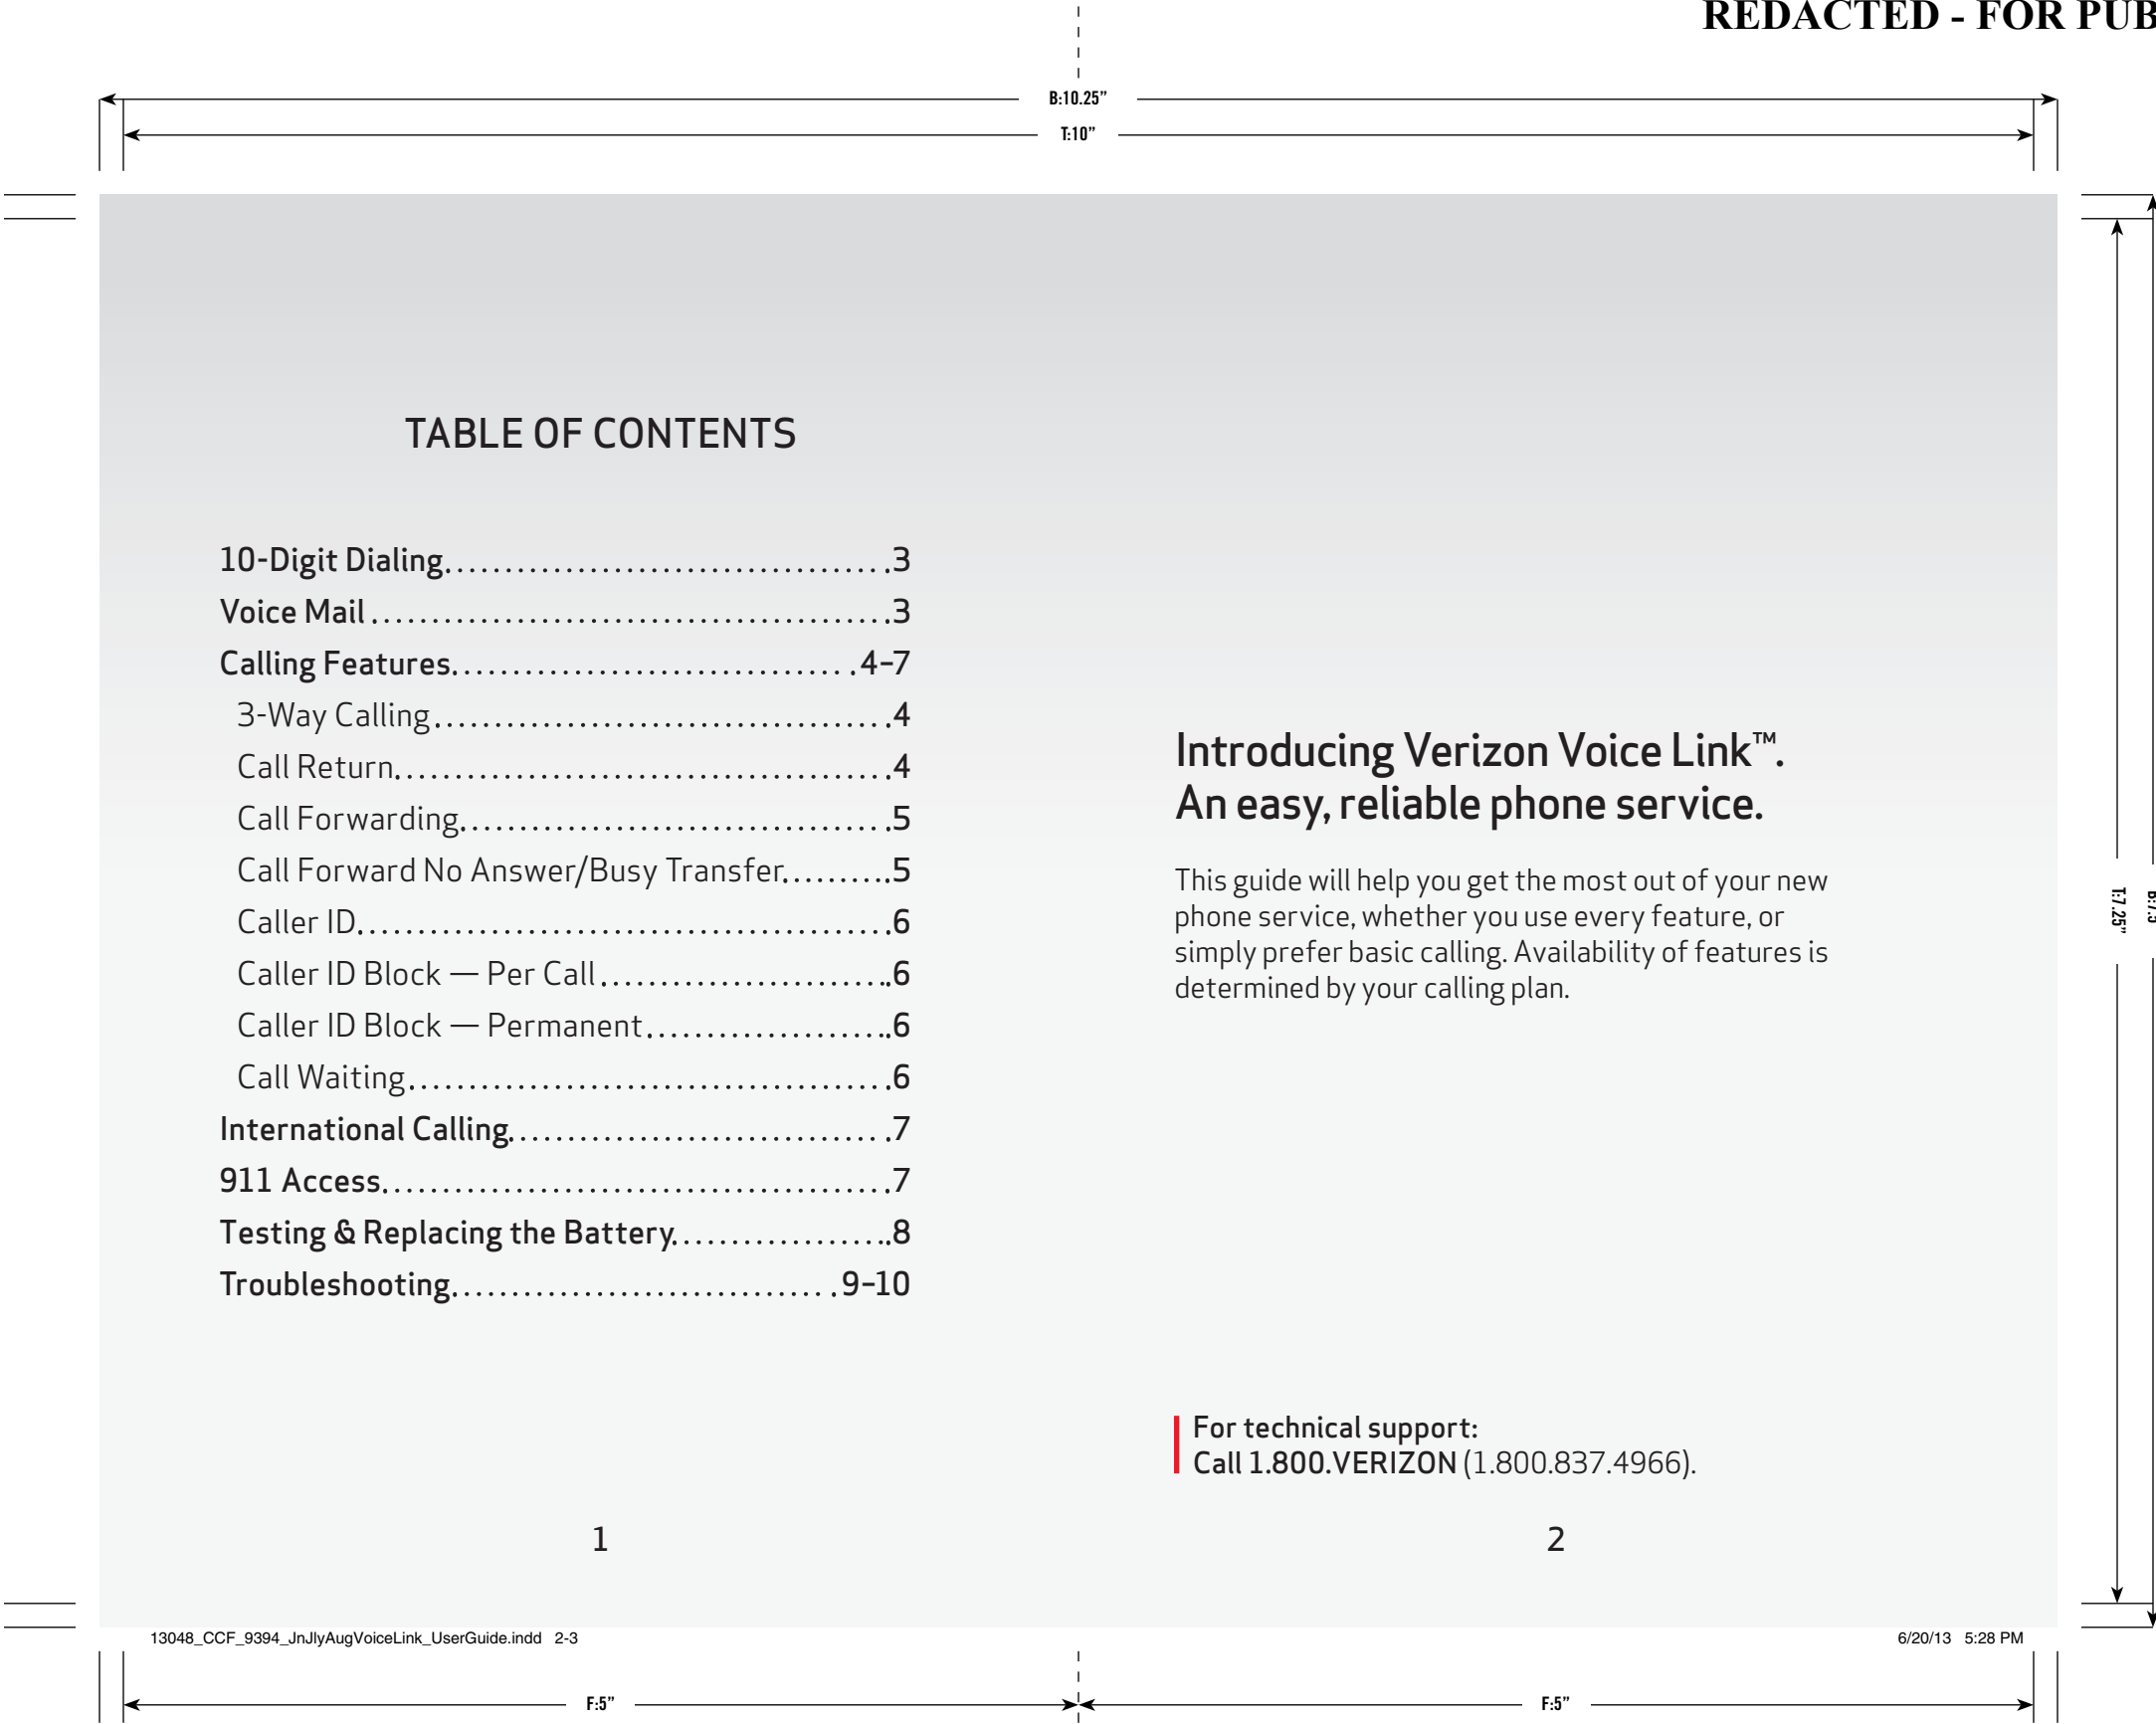 REDACTED - FOR PUB
B:10.25”
T:10”
TABLE OF CONTENTS
10-Digit Dialing.....................................3
Voice Mail...........................................3
Calling Features..................................4–7
3-Way Calling......................................4
Call Return.........................................4
Call Forwarding....................................5
Call Forward No Answer/Busy Transfer.........5
Caller ID............................................6
Caller ID Block — Per Call........................6
Caller ID Block — Permanent.....................6
Call Waiting........................................6
International Calling................................7
911 Access..........................................7
Testing & Replacing the Battery..................8
Troubleshooting................................9–10
1
Introducing Verizon Voice Link™.
An easy, reliable phone service.
This guide will help you get the most out of your new
phone service, whether you use every feature, or
simply prefer basic calling. Availability of features is
determined by your calling plan.
For technical support:
Call 1.800.VERIZON (1.800.837.4966).
2
T:7.25”
B:7.5
13048_CCF_9394_JnJlyAugVoiceLink_UserGuide.indd 2-3
6/20/13 5:28 PM
F:5”
F:5”